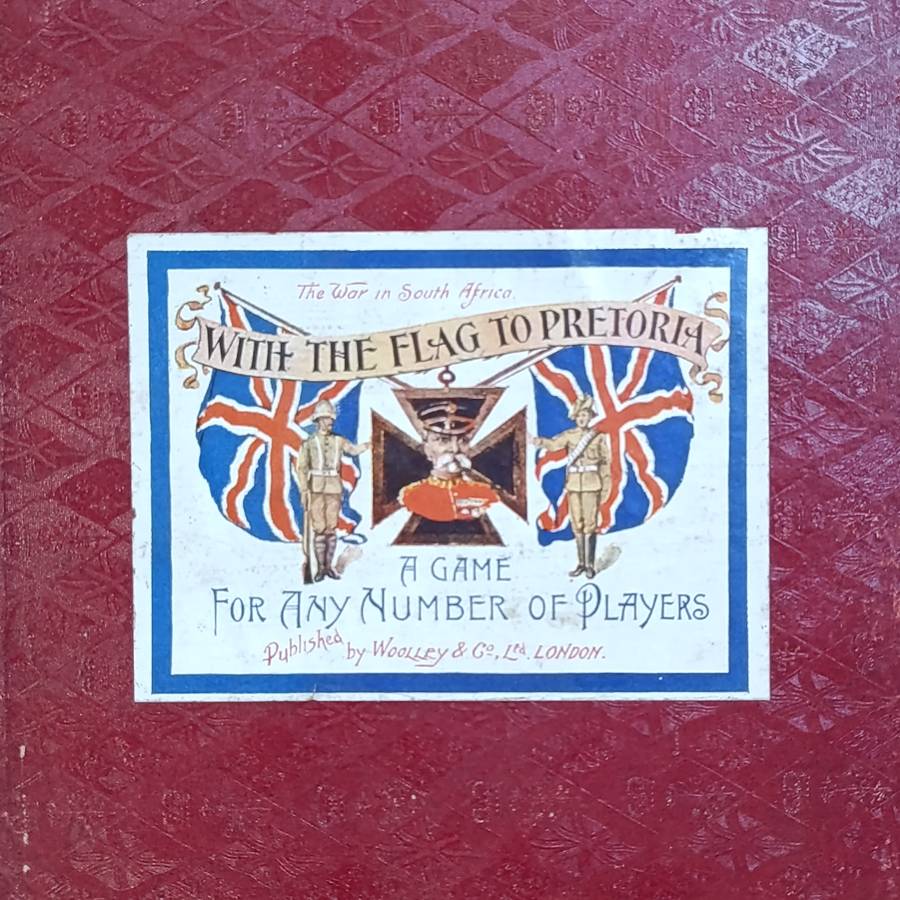 The War in South Africa.
WITH THE FLAG TO PRETORIA
A GAME
FOR ANY NUMBER OF PLAYERS
Published by WOOLLEY & Co, Ltd. LONDON.